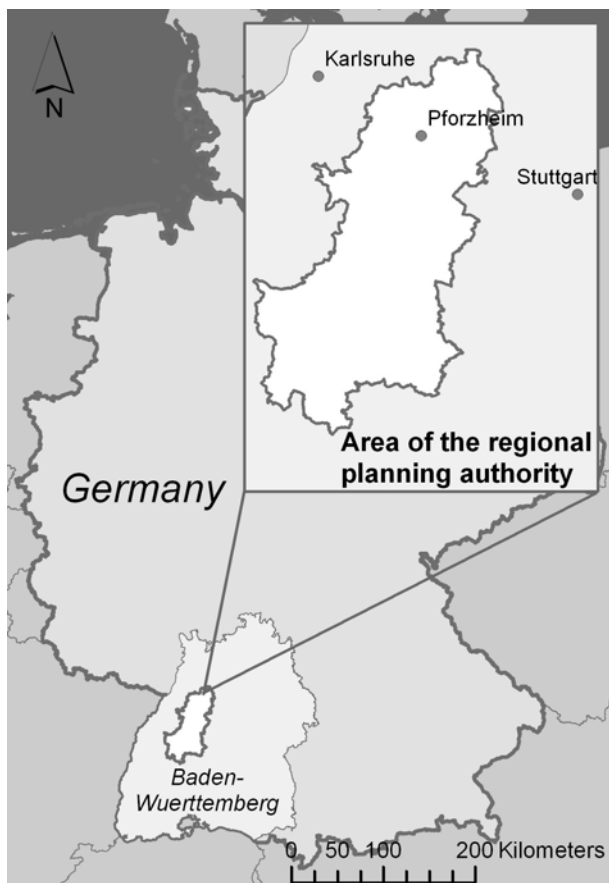 N
Karlsruhe
Pforzheim
Stuttgart
Area of the regional
planning authority
Germany
Baden-
Wuerttemberg
0 50 100 200 Kilometers